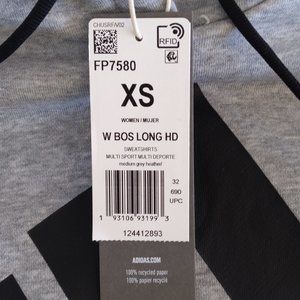 CHUSRFIV02
RFID
FP7580
XS
WOMEN / MUJER
W BOS LONG HD
SWEATSHIRTS
MULTI SPORT MULTI DEPORTE
medium grey heather/
32
690
UPC
1 93106 93199 3
124412893
ADIDAS.COM
100% recycled paper
100% papier recyclé